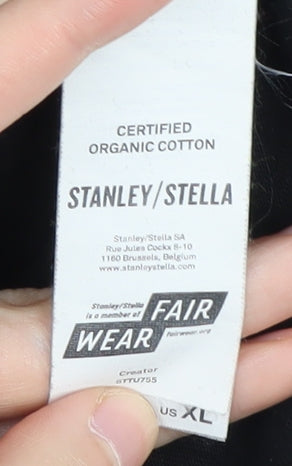 CERTIFIED
ORGANIC COTTON
STANLEY/STELLA
Stanley/Stella SA
Rue Jules Cockx 8-10
1160 Brussels, Belgium
www.stanleystella.com
Stanley/Stella
is a member of
FAIR
WEAR
fairwear.org
Creator
STTU755
US XL